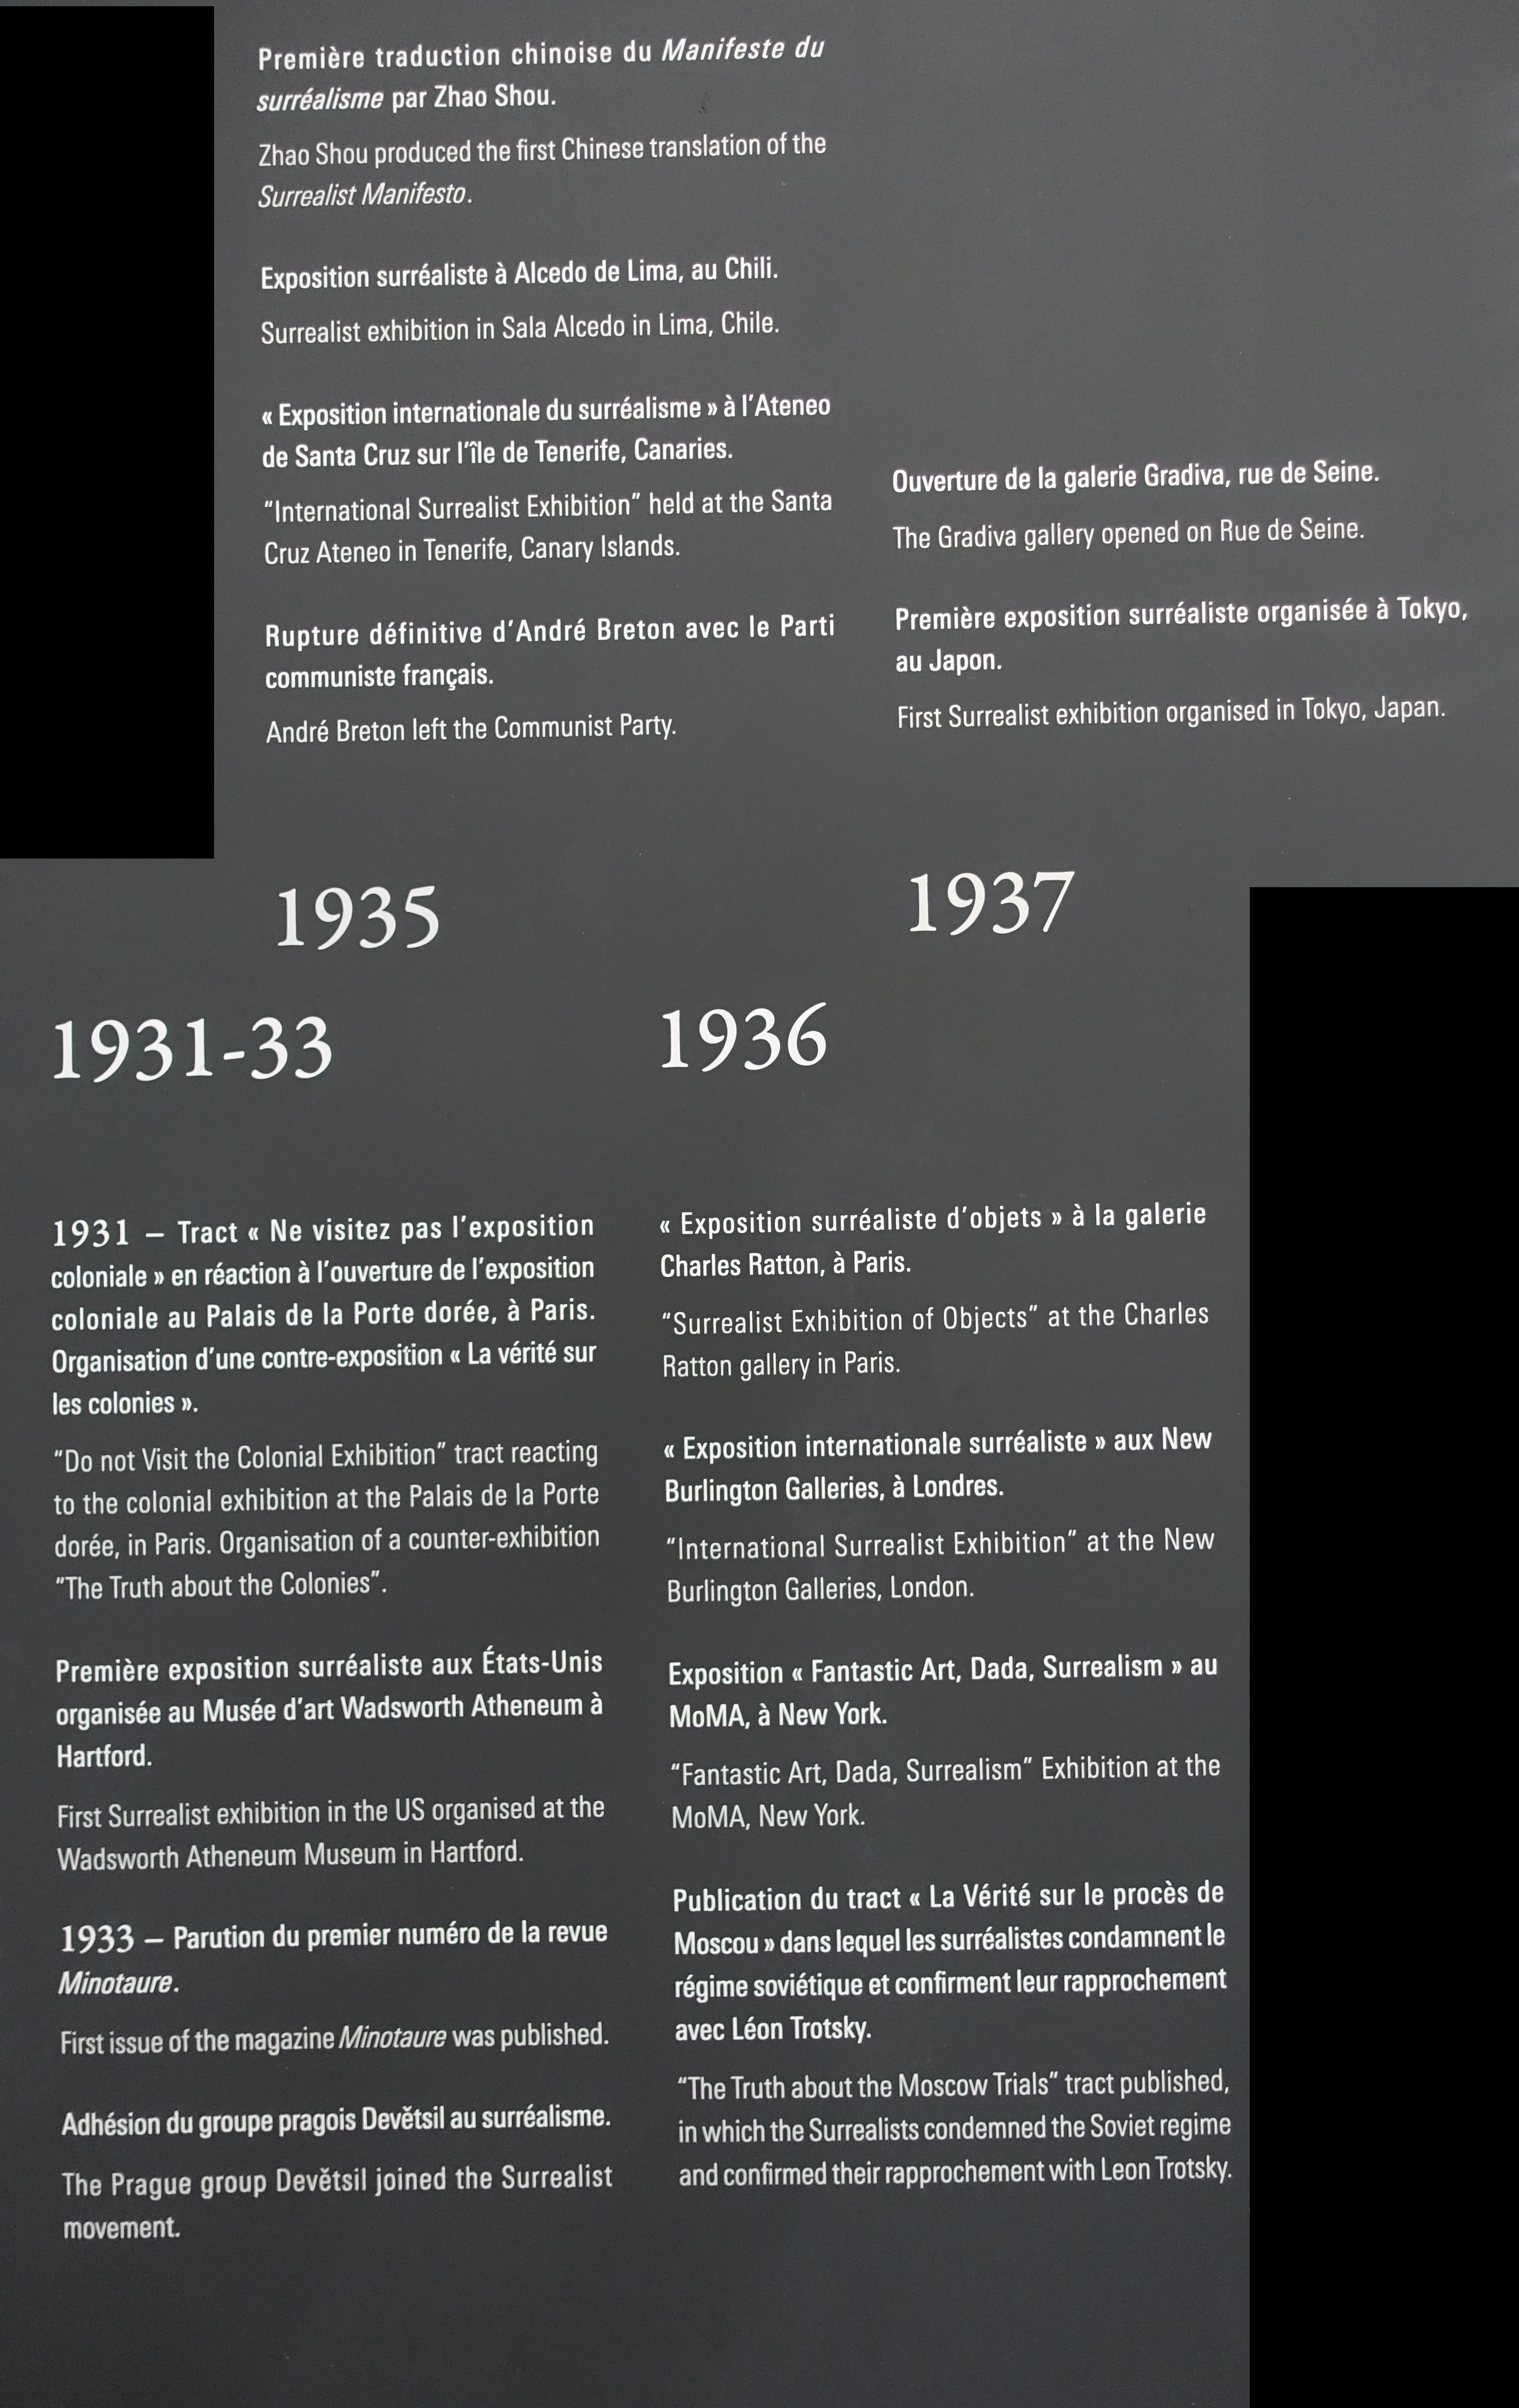 Première traduction chinoise du Manifeste du
surréalisme par Zhao Shou.
Zhao Shou produced the first Chinese translation of the
Surrealist Manifesto.
Exposition surréaliste à Alcedo de Lima, au Chili.
Surrealist exhibition in Sala Alcedo in Lima, Chile.
« Exposition internationale du surréalisme » à l'Ateneo
de Santa Cruz sur l'île de Tenerife, Canaries.
"International Surrealist Exhibition" held at the Santa
Cruz Ateneo in Tenerife, Canary Islands.
Rupture définitive d'André Breton avec le Parti
communiste français.
André Breton left the Communist Party.
1935
Ouverture de la galerie Gradiva, rue de Seine.
The Gradiva gallery opened on Rue de Seine.
Première exposition surréaliste organisée à Tokyo,
au Japon.
First Surrealist exhibition organised in Tokyo, Japan.
1937
1931-33
1931 – Tract « Ne visitez pas l'exposition
coloniale » en réaction à l'ouverture de l'exposition
coloniale au Palais de la Porte dorée, à Paris.
Organisation d'une contre-exposition « La vérité sur
les colonies ».
"Do not Visit the Colonial Exhibition" tract reacting
to the colonial exhibition at the Palais de la Porte
dorée, in Paris. Organisation of a counter-exhibition
"The Truth about the Colonies".
Première exposition surréaliste aux États-Unis
organisée au Musée d'art Wadsworth Atheneum à
Hartford.
First Surrealist exhibition in the US organised at the
Wadsworth Atheneum Museum in Hartford.
1933 – Parution du premier numéro de la revue
Minotaure.
First issue of the magazine Minotaure was published.
Adhésion du groupe pragois Devětsil au surréalisme.
The Prague group Devětsil joined the Surrealist
movement.
1936
« Exposition surréaliste d'objets » à la galerie
Charles Ratton, à Paris.
"Surrealist Exhibition of Objects" at the Charles
Ratton gallery in Paris.
« Exposition internationale surréaliste » aux New
Burlington Galleries, à Londres.
"International Surrealist Exhibition" at the New
Burlington Galleries, London.
Exposition « Fantastic Art, Dada, Surrealism » au
MoMA, à New York.
"Fantastic Art, Dada, Surrealism" Exhibition at the
MoMA, New York.
Publication du tract « La Vérité sur le procès de
Moscou » dans lequel les surréalistes condamnent le
régime soviétique et confirment leur rapprochement
avec Léon Trotsky.
"The Truth about the Moscow Trials" tract published,
in which the Surrealists condemned the Soviet regime
and confirmed their rapprochement with Leon Trotsky.